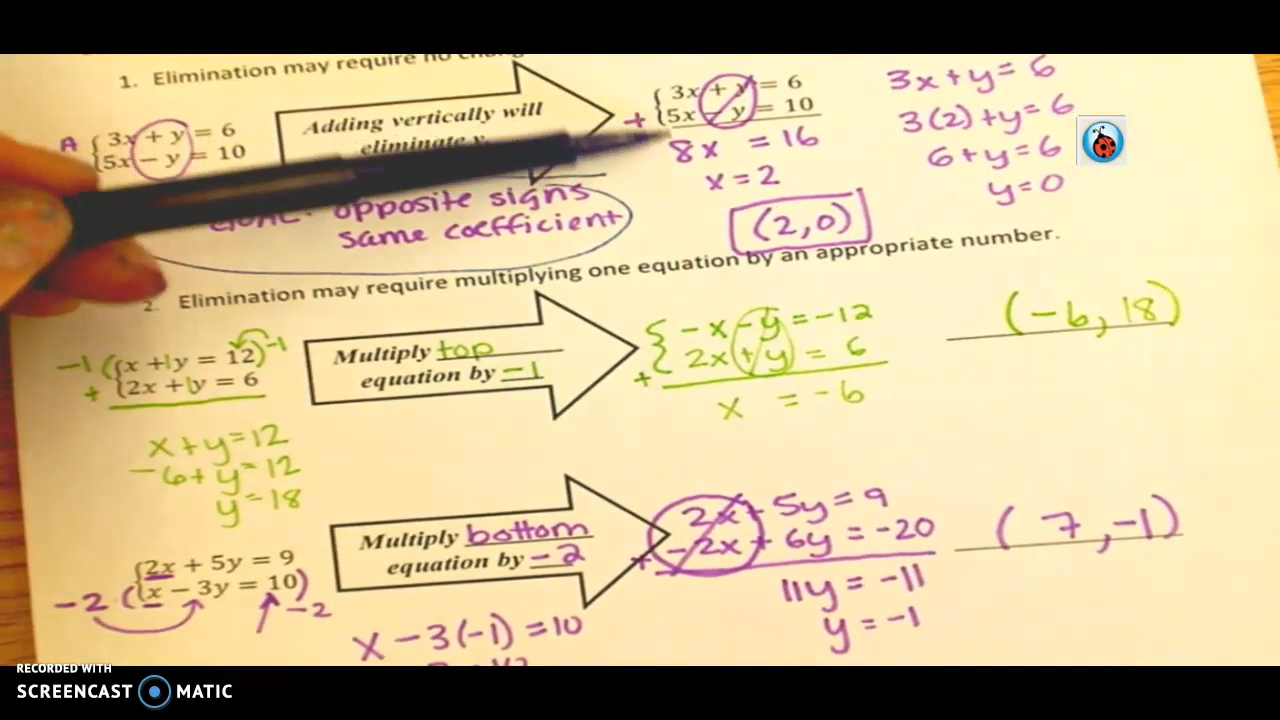 1. Elimination may require no
A { 3x + y = 6
{ 5x - y = 10
Adding vertically will
eliminate y
{ 3x + y = 6
+ { 5x - y = 10
8x = 16
x = 2
(2,0)
3x + y = 6
3(2) + y = 6
6 + y = 6
y = 0
opposite signs
same coefficient
2. Elimination may require multiplying one equation by an appropriate number.
-1 ( { x + 1y = 12 ) -1
+ { 2x + 1y = 6
Multiply top
equation by -1
{ -x - y = -12
+ { 2x + y = 6
x = -6
(-6, 18)
x + y = 12
-6 + y = 12
y = 18
{ 2x + 5y = 9
-2 ( { x - 3y = 10 ) -2
Multiply bottom
equation by -2
2x + 5y = 9
+ -2x + 6y = -20
11y = -11
y = -1
(7, -1)
x - 3(-1) = 10
RECORDED WITH
SCREENCAST MATIC